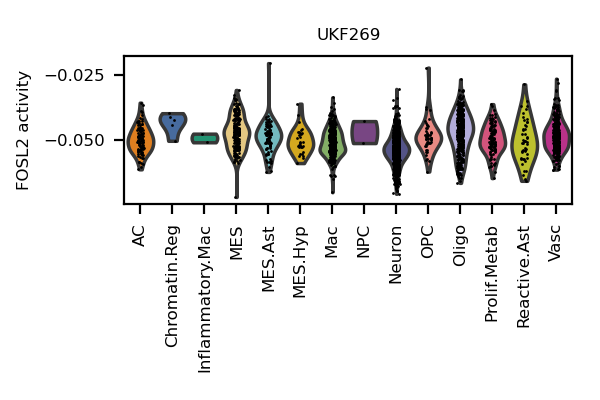 UKF269
FOSL2 activity
−0.025
−0.050
AC
Chromatin.Reg
Inflammatory.Mac
MES
MES.Ast
MES.Hyp
Mac
NPC
Neuron
OPC
Oligo
Prolif.Metab
Reactive.Ast
Vasc